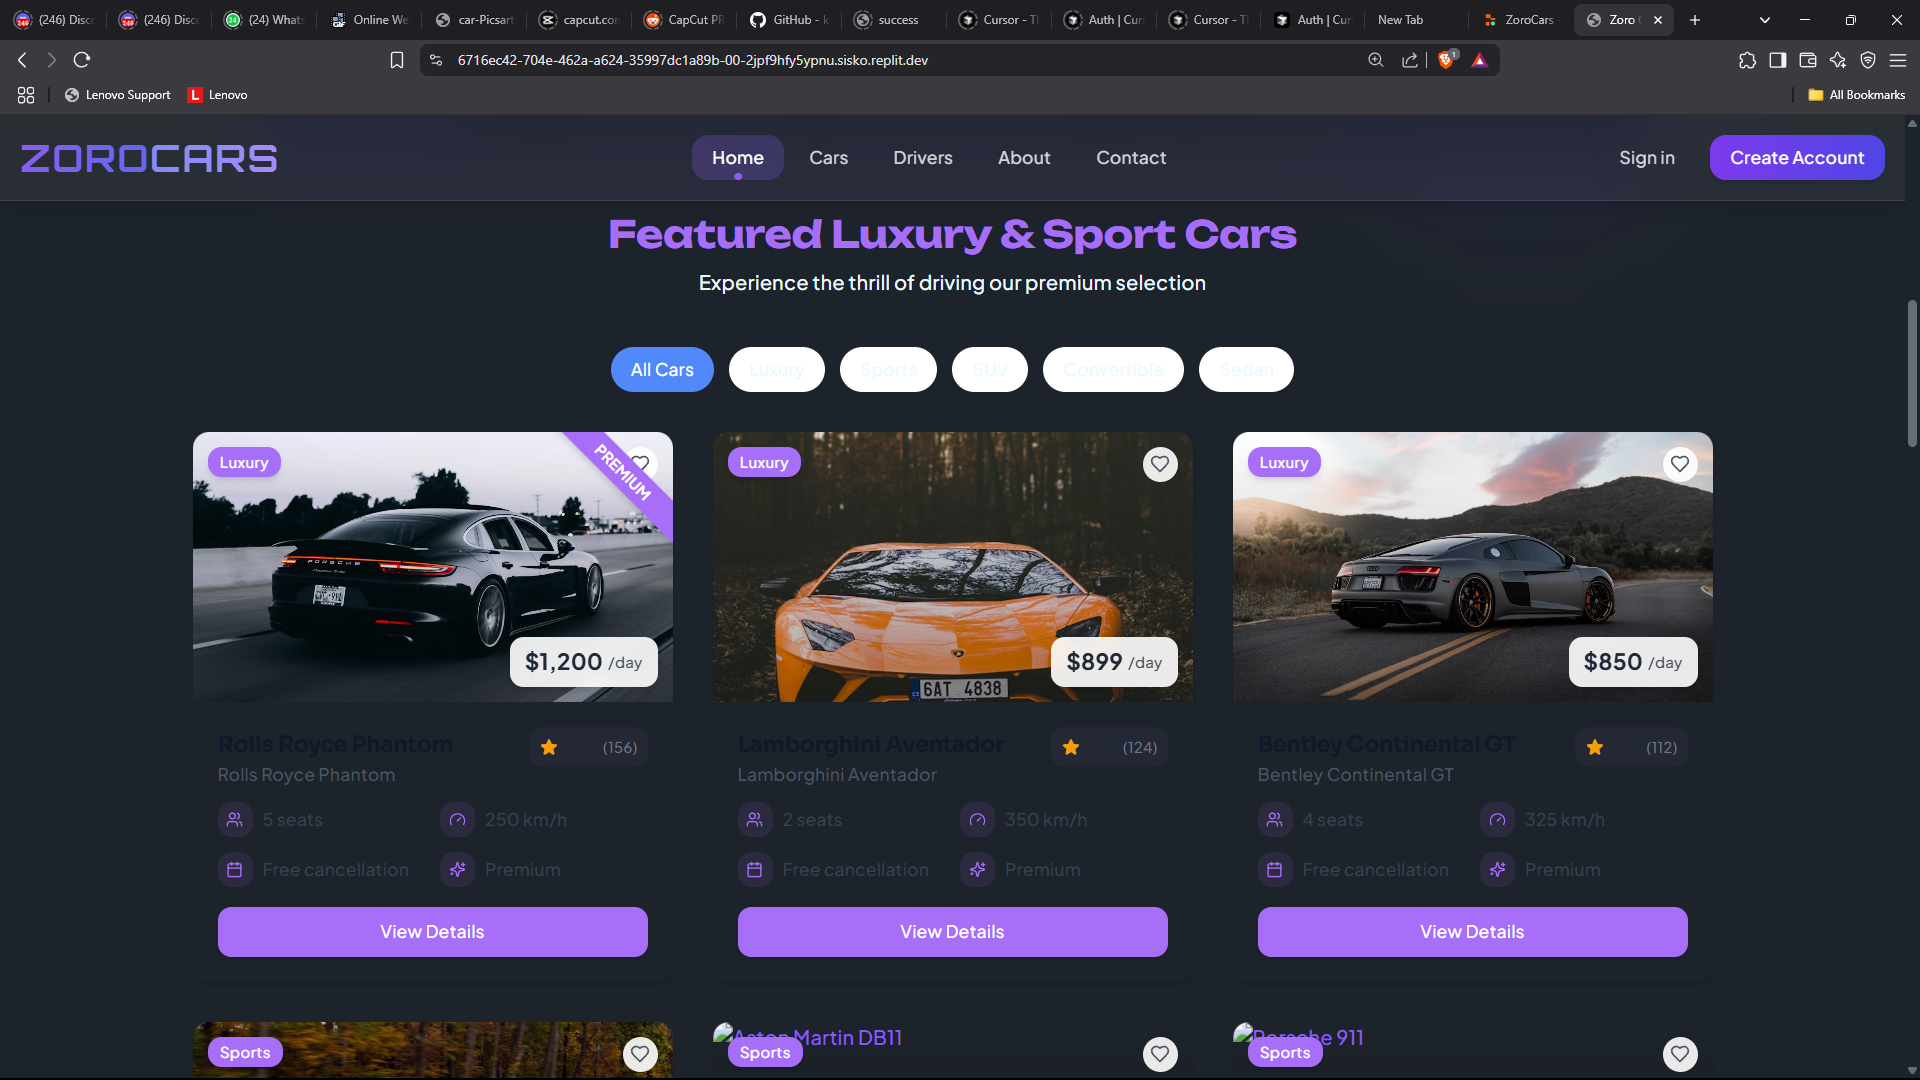 (246) Disc
(246) Disc
(24) What
Online We
car-Picsart
capcut.con
CapCut PR
GitHub - k
success
Cursor - Th
Auth | Cur
Cursor - Th
Auth | Cur
New Tab
ZoroCars
Zoro
6716ec42-704e-462a-a624-35997dc1a89b-00-2jpf9hfy5ypnu.sisko.replit.dev
1
Lenovo Support
L Lenovo
All Bookmarks
ZOROCARS
Home
Cars
Drivers
About
Contact
Sign in
Create Account
Featured Luxury & Sport Cars
Experience the thrill of driving our premium selection
All Cars
Luxury
Sports
SUV
Convertible
Sedan
Luxury
PREMIUM
PORSCHE
$1,200 /day
Rolls Royce Phantom
(156)
Rolls Royce Phantom
5 seats
250 km/h
Free cancellation
Premium
View Details
Luxury
6AT 4838
$899 /day
Lamborghini Aventador
(124)
Lamborghini Aventador
2 seats
350 km/h
Free cancellation
Premium
View Details
Luxury
$850 /day
Bentley Continental GT
(112)
Bentley Continental GT
4 seats
325 km/h
Free cancellation
Premium
View Details
Sports
Aston Martin DB11
Sports
Porsche 911
Sports